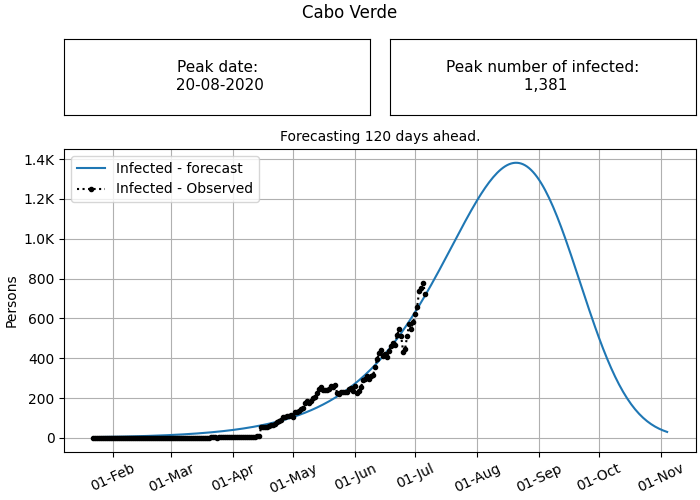 Cabo Verde
Peak date:
20-08-2020
Peak number of infected:
1,381
Forecasting 120 days ahead.
Infected - forecast
Infected - Observed
1.4K
1.2K
1.0K
800
600
400
200
0
Persons
01-Feb
01-Mar
01-Apr
01-May
01-Jun
01-Jul
01-Aug
01-Sep
01-Oct
01-Nov